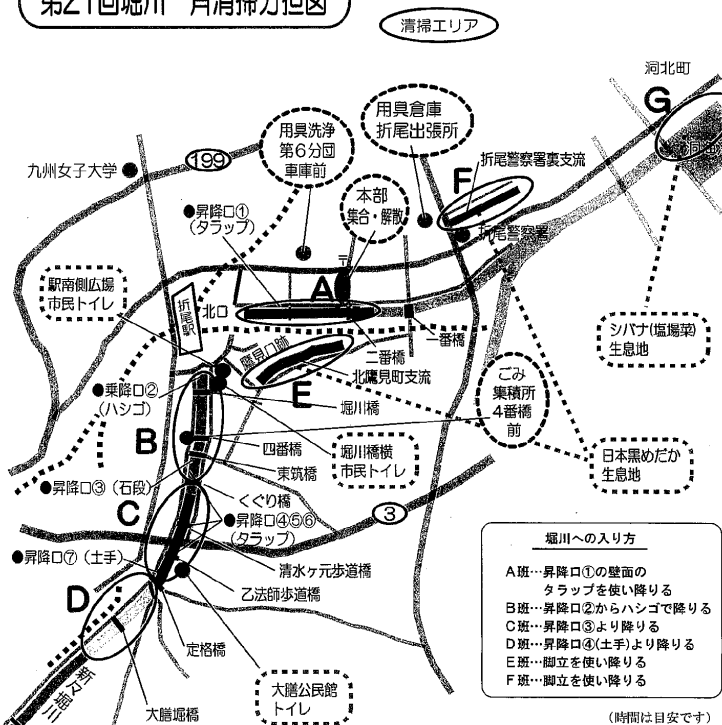 第21回堀川一斉清掃分担図
清掃エリア
洞北町
G
用具洗浄
第6分団
車庫前
用具倉庫
折尾出張所
199
九州女子大学
折尾警察署裏支流
F
本部
集合・解散
●昇降口①
(タラップ)
折尾警察署
〒
A
駅南側広場
市民トイレ
折尾駅
北口
シバナ(塩場菜)
生息地
一番橋
二番橋
鷹見口跡
北鷹見町支流
E
ごみ
集積所
4番橋
前
●乗降口②
(ハシゴ)
堀川橋
B
四番橋
堀川橋横
市民トイレ
日本黒めだか
生息地
東筑橋
●昇降口③(石段)
くぐり橋
C
●昇降口④⑤⑥
(タラップ)
3
●昇降口⑦(土手)
清水ヶ元歩道橋
乙法師歩道橋
D
定格橋
新々堀川
大膳堀橋
大膳公民館
トイレ
堀川への入り方
A班…昇降口①の壁面の
タラップを使い降りる
B班…昇降口②からハシゴで降りる
C班…昇降口③より降りる
D班…昇降口④(土手)より降りる
E班…脚立を使い降りる
F班…脚立を使い降りる
(時間は目安です)